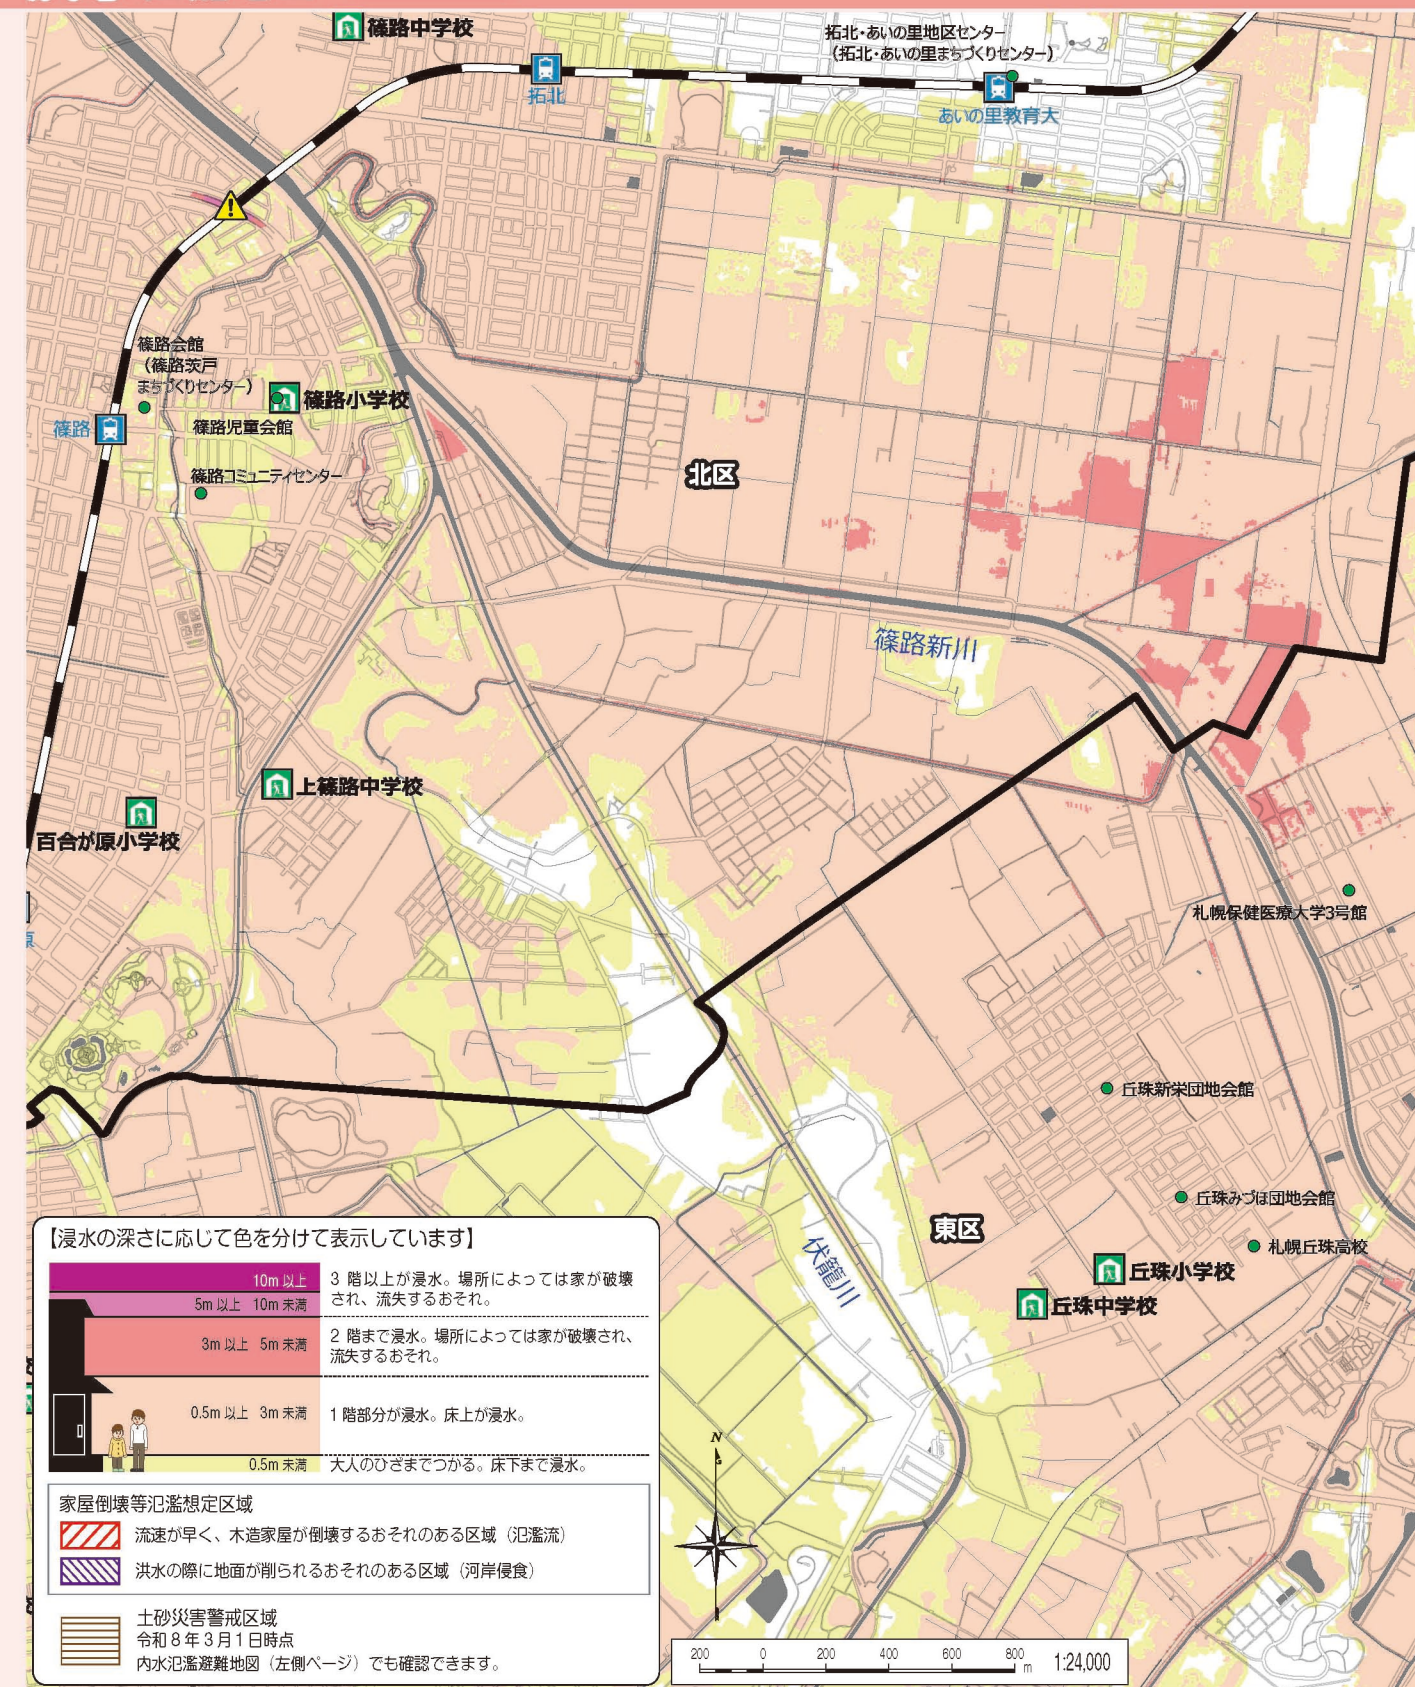 篠路中学校
拓北・あいの里地区センター
（拓北・あいの里まちづくりセンター）
拓北
あいの里教育大
篠路会館
（篠路茨戸
まちづくりセンター）
篠路小学校
篠路
篠路児童会館
篠路コミュニティセンター
北区
篠路新川
上篠路中学校
百合が原小学校
札幌保健医療大学3号館
丘珠新栄団地会館
丘珠みづほ団地会館
東区
札幌丘珠高校
伏籠川
丘珠小学校
丘珠中学校
【浸水の深さに応じて色を分けて表示しています】
10m 以上
3 階以上が浸水。場所によっては家が破壊
され、流失するおそれ。
5m 以上 10m 未満
3m 以上 5m 未満
2 階まで浸水。場所によっては家が破壊され、
流失するおそれ。
0.5m 以上 3m 未満
1 階部分が浸水。床上が浸水。
0.5m 未満
大人のひざまでつかる。床下まで浸水。
家屋倒壊等氾濫想定区域
流速が早く、木造家屋が倒壊するおそれのある区域（氾濫流）
洪水の際に地面が削られるおそれのある区域（河岸侵食）
土砂災害警戒区域
令和 8 年 3 月 1 日時点
内水氾濫避難地図（左側ページ）でも確認できます。
N
200 0 200 400 600 800 m 1:24,000